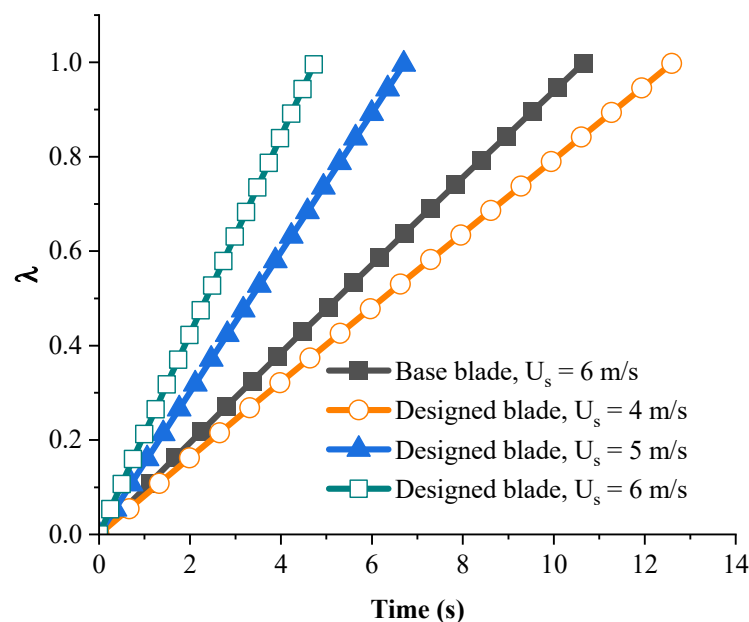 1.0
0.8
0.6
0.4
0.2
0.0
λ
Base blade, Uₛ = 6 m/s
Designed blade, Uₛ = 4 m/s
Designed blade, Uₛ = 5 m/s
Designed blade, Uₛ = 6 m/s
0 2 4 6 8 10 12 14
Time (s)